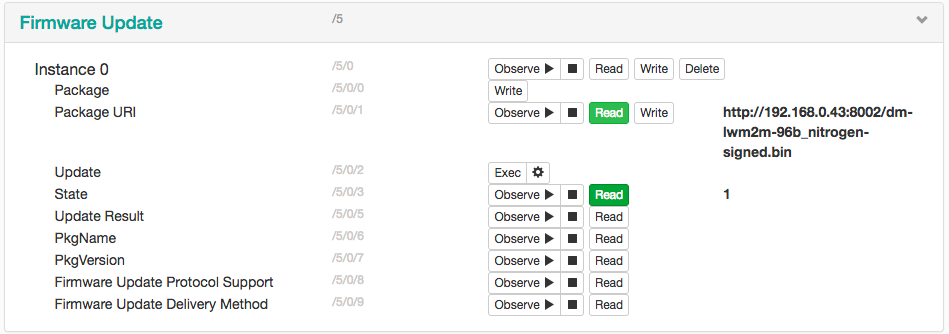 Firmware Update /5
Instance 0 /5/0 Observe Read Write Delete
Package /5/0/0 Write
Package URI /5/0/1 Observe Read Write http://192.168.0.43:8002/dm-
lwm2m-96b_nitrogen-
signed.bin
Update /5/0/2 Exec
State /5/0/3 Observe Read 1
Update Result /5/0/5 Observe Read
PkgName /5/0/6 Observe Read
PkgVersion /5/0/7 Observe Read
Firmware Update Protocol Support /5/0/8 Observe Read
Firmware Update Delivery Method /5/0/9 Observe Read